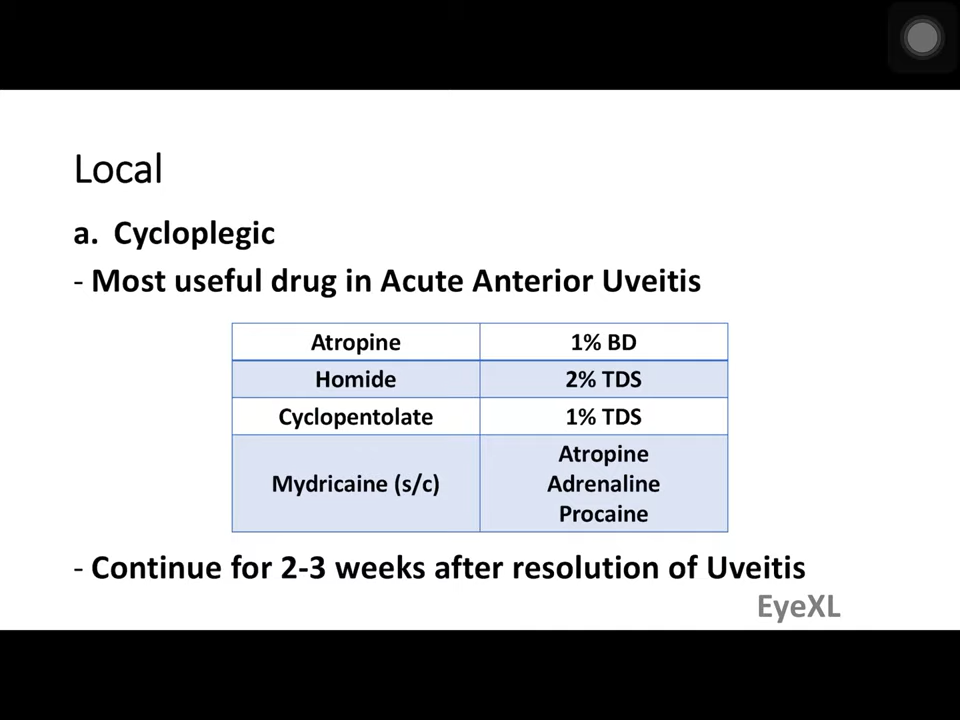 Local
a. Cycloplegic
- Most useful drug in Acute Anterior Uveitis
Atropine 1% BD
Homide 2% TDS
Cyclopentolate 1% TDS
Mydricaine (s/c) Atropine
Adrenaline
Procaine
- Continue for 2-3 weeks after resolution of Uveitis
EyeXL